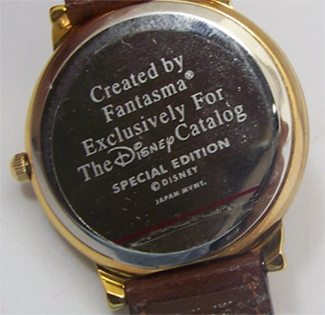 Created by
Fantasma®
Exclusively For
The Disney Catalog
SPECIAL EDITION
©DISNEY
JAPAN MVMT.